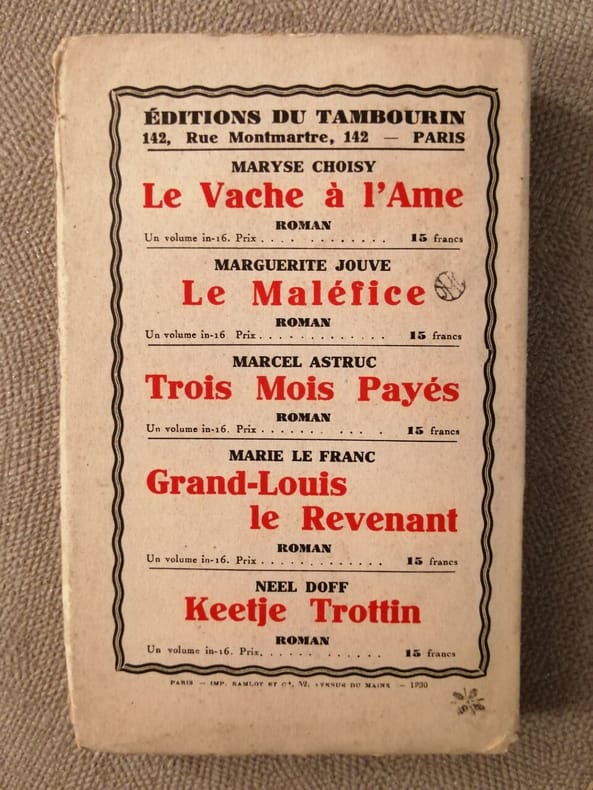 ÉDITIONS DU TAMBOURIN
142, Rue Montmartre, 142 — PARIS
MARYSE CHOISY
Le Vache à l'Ame
ROMAN
Un volume in-16. Prix . . . . . . . . . . . . 15 francs
MARGUERITE JOUVE
Le Maléfice
ROMAN
Un volume in-16 Prix . . . . . . . . . . . . . 15 francs
MARCEL ASTRUC
Trois Mois Payés
ROMAN
Un volume in-16. Prix . . . . . . . . . . . 15 francs
MARIE LE FRANC
Grand-Louis
le Revenant
ROMAN
Un volume in-16. Prix . . . . . . . . . . . . 15 francs
NEEL DOFF
Keetje Trottin
ROMAN
Un volume in-16. Prix. . . . . . . . . . . . 15 francs
PARIS — IMP. RAMLOT ET Cie, 52, AVENUE DU MAINE — 1930